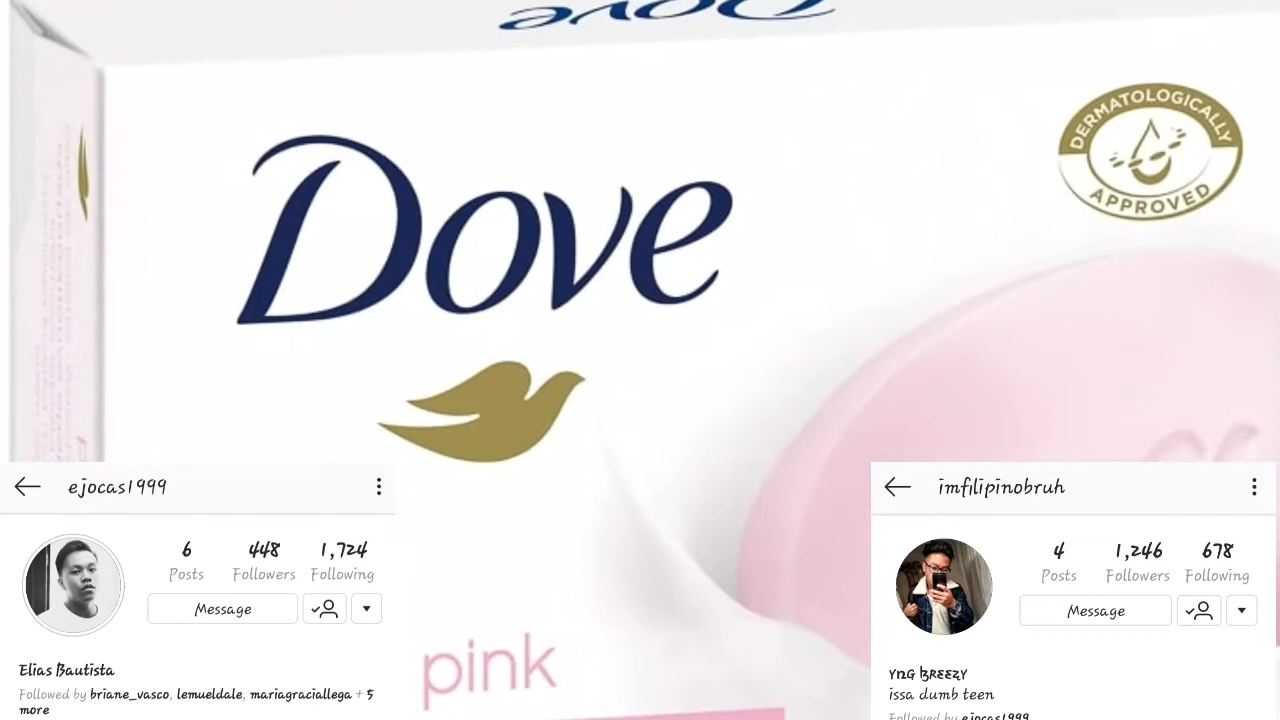 Dove
DERMATOLOGICALLY
APPROVED
Dove
pink
ejocas1999
6
448
1,724
Posts
Followers
Following
Message
Elias Bautista
Followed by briane_vasco, lemueldale, mariagraciallega + 5
more
imfilipinobruh
4
1,246
678
Posts
Followers
Following
Message
YNG BREEZY
issa dumb teen
Followed by ejocas1999